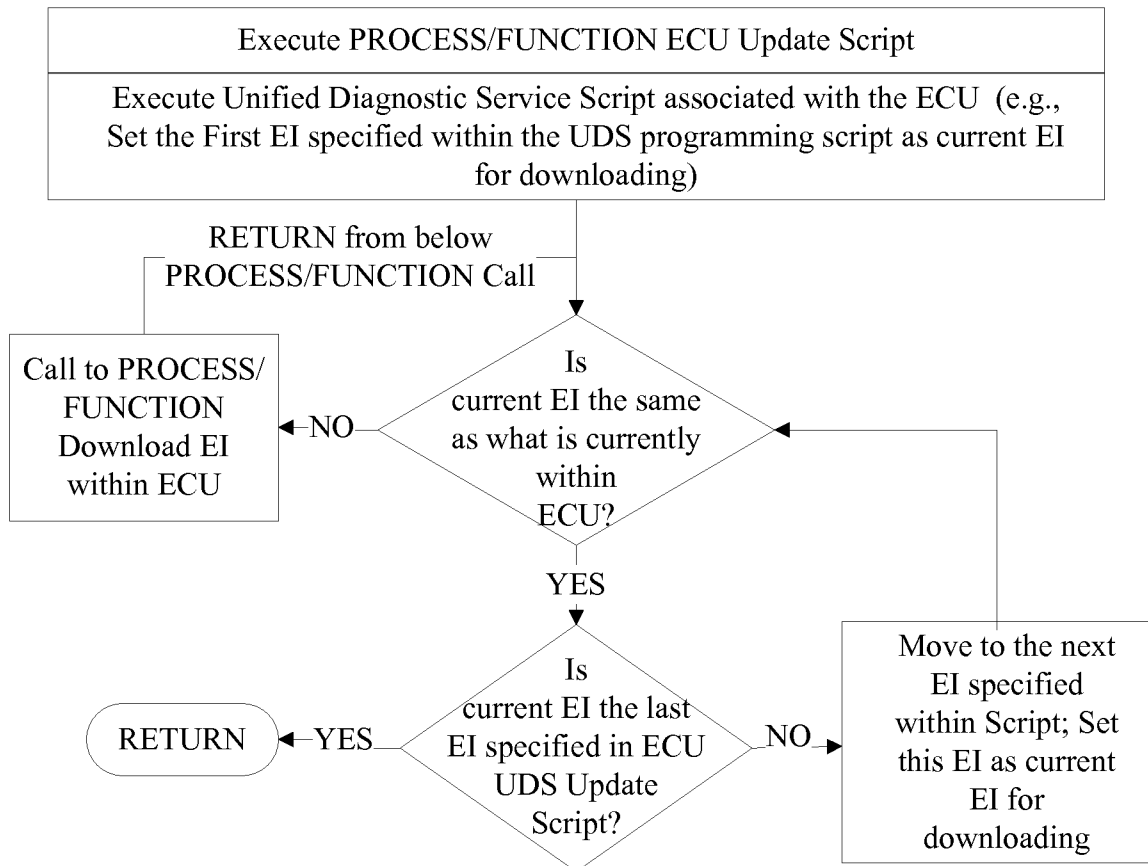 Execute PROCESS/FUNCTION ECU Update Script
Execute Unified Diagnostic Service Script associated with the ECU (e.g.,
Set the First EI specified within the UDS programming script as current EI
for downloading)
RETURN from below
PROCESS/FUNCTION Call
Call to PROCESS/
FUNCTION
Download EI
within ECU
NO
Is
current EI the same
as what is currently
within
ECU?
YES
Is
current EI the last
EI specified in ECU
UDS Update
Script?
YES
RETURN
NO
Move to the next
EI specified
within Script; Set
this EI as current
EI for
downloading